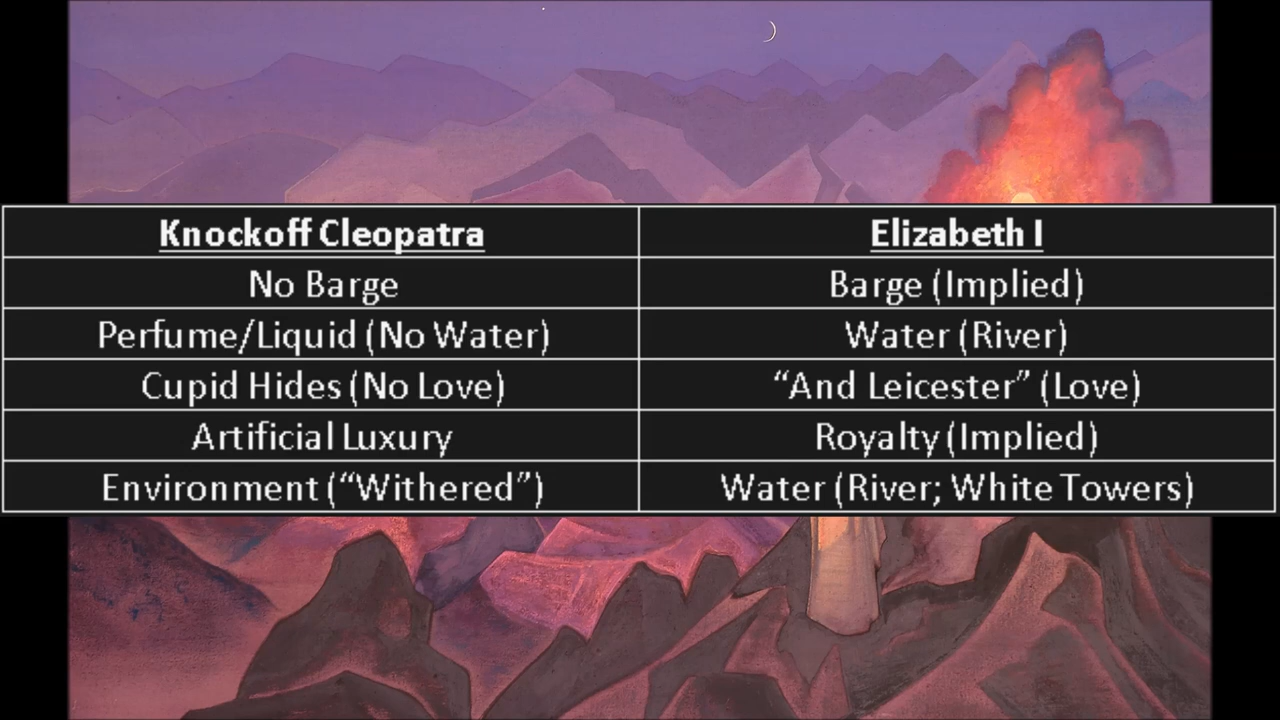 Knockoff Cleopatra Elizabeth I
No Barge Barge (Implied)
Perfume/Liquid (No Water) Water (River)
Cupid Hides (No Love) “And Leicester” (Love)
Artificial Luxury Royalty (Implied)
Environment (“Withered”) Water (River; White Towers)